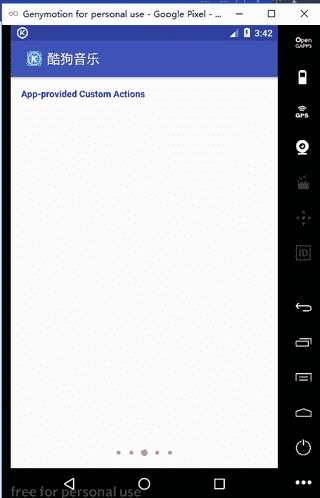 Genymotion for personal use - Google Pixel - ...
3:42
酷狗音乐
App-provided Custom Actions
Open
GAPPS
GPS
ID
free for personal use